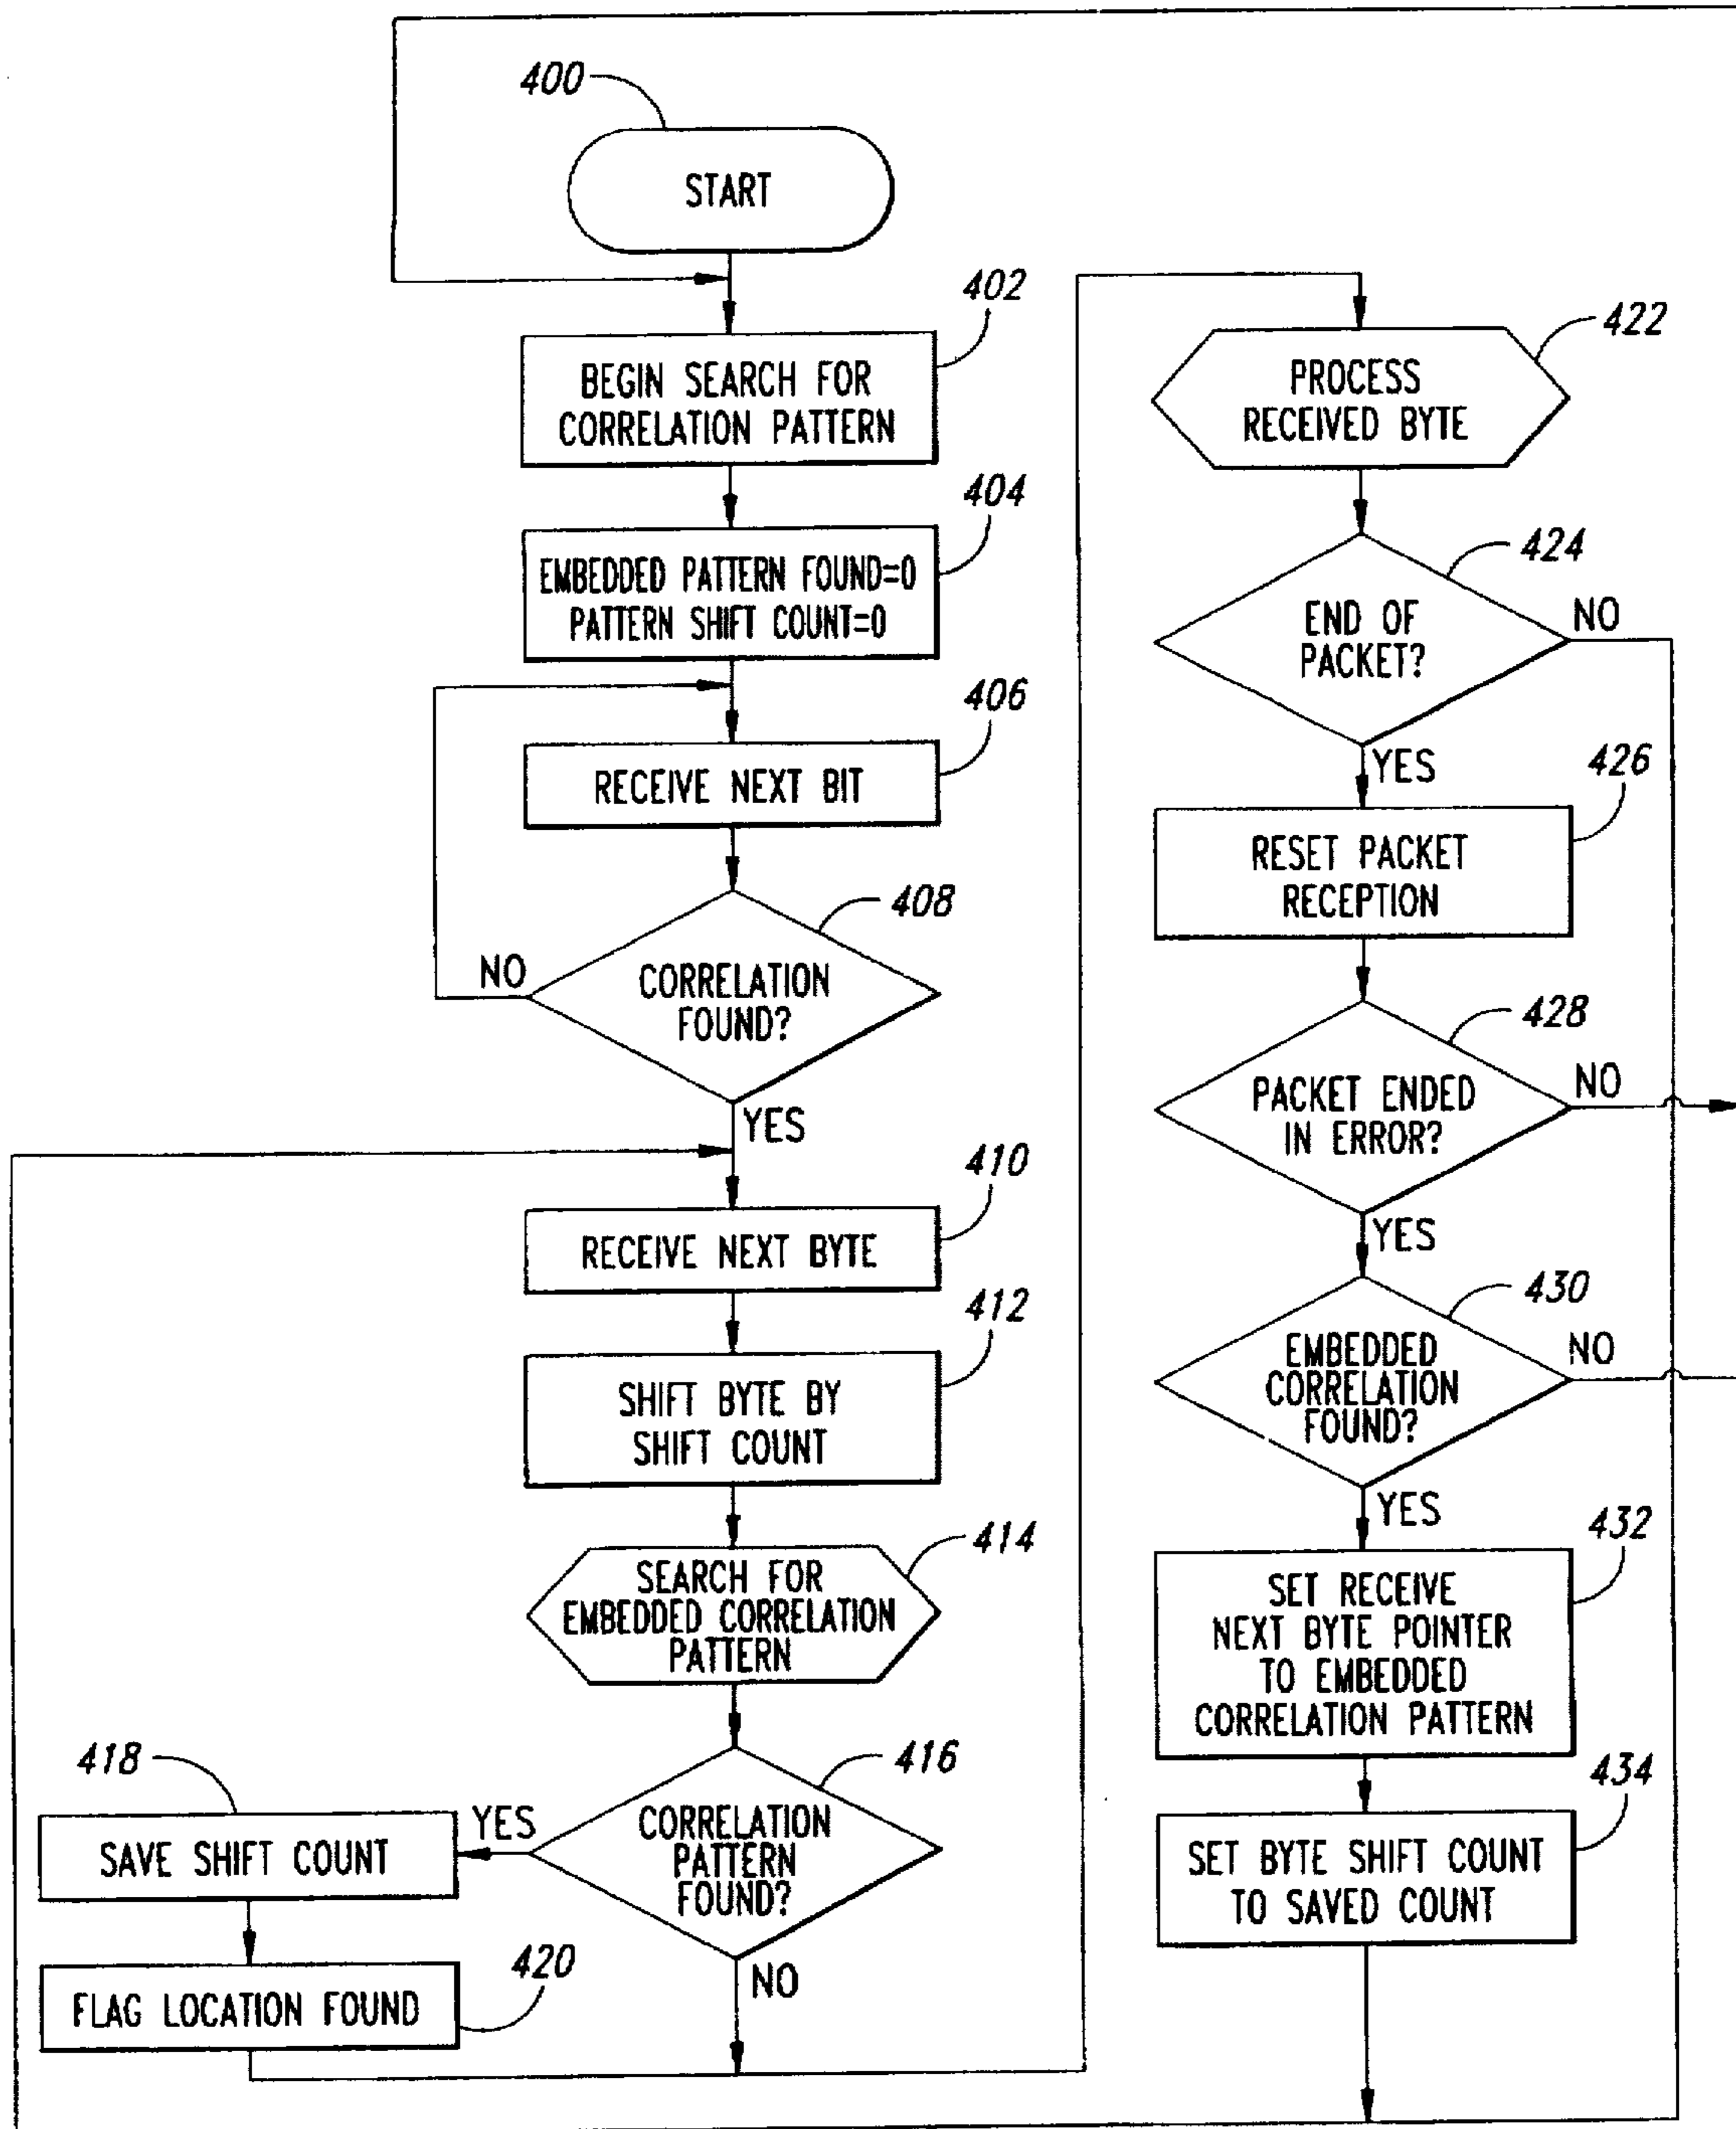 400
START
402
BEGIN SEARCH FOR
CORRELATION PATTERN
404
EMBEDDED PATTERN FOUND=0
PATTERN SHIFT COUNT=0
406
RECEIVE NEXT BIT
408
CORRELATION
FOUND?
NO
YES
410
RECEIVE NEXT BYTE
412
SHIFT BYTE BY
SHIFT COUNT
414
SEARCH FOR
EMBEDDED CORRELATION
PATTERN
416
CORRELATION
PATTERN
FOUND?
YES
NO
418
SAVE SHIFT COUNT
420
FLAG LOCATION FOUND
422
PROCESS
RECEIVED BYTE
424
END OF
PACKET?
NO
YES
426
RESET PACKET
RECEPTION
428
PACKET ENDED
IN ERROR?
NO
YES
430
EMBEDDED
CORRELATION
FOUND?
NO
YES
432
SET RECEIVE
NEXT BYTE POINTER
TO EMBEDDED
CORRELATION PATTERN
434
SET BYTE SHIFT COUNT
TO SAVED COUNT